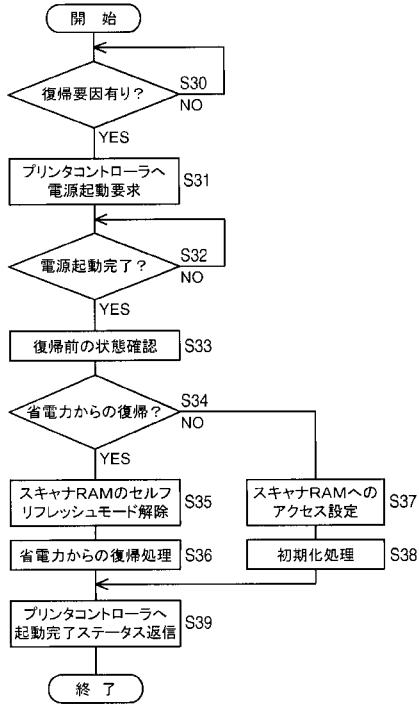 開 始
復帰要因有り?
S30
NO
YES
プリンタコントローラへ
電源起動要求
S31
電源起動完了?
S32
NO
YES
復帰前の状態確認
S33
省電力からの復帰?
S34
NO
YES
スキャナRAMのセルフ
リフレッシュモード解除
S35
スキャナRAMへの
アクセス設定
S37
省電力からの復帰処理
S36
初期化処理
S38
プリンタコントローラへ
起動完了ステータス返信
S39
終 了